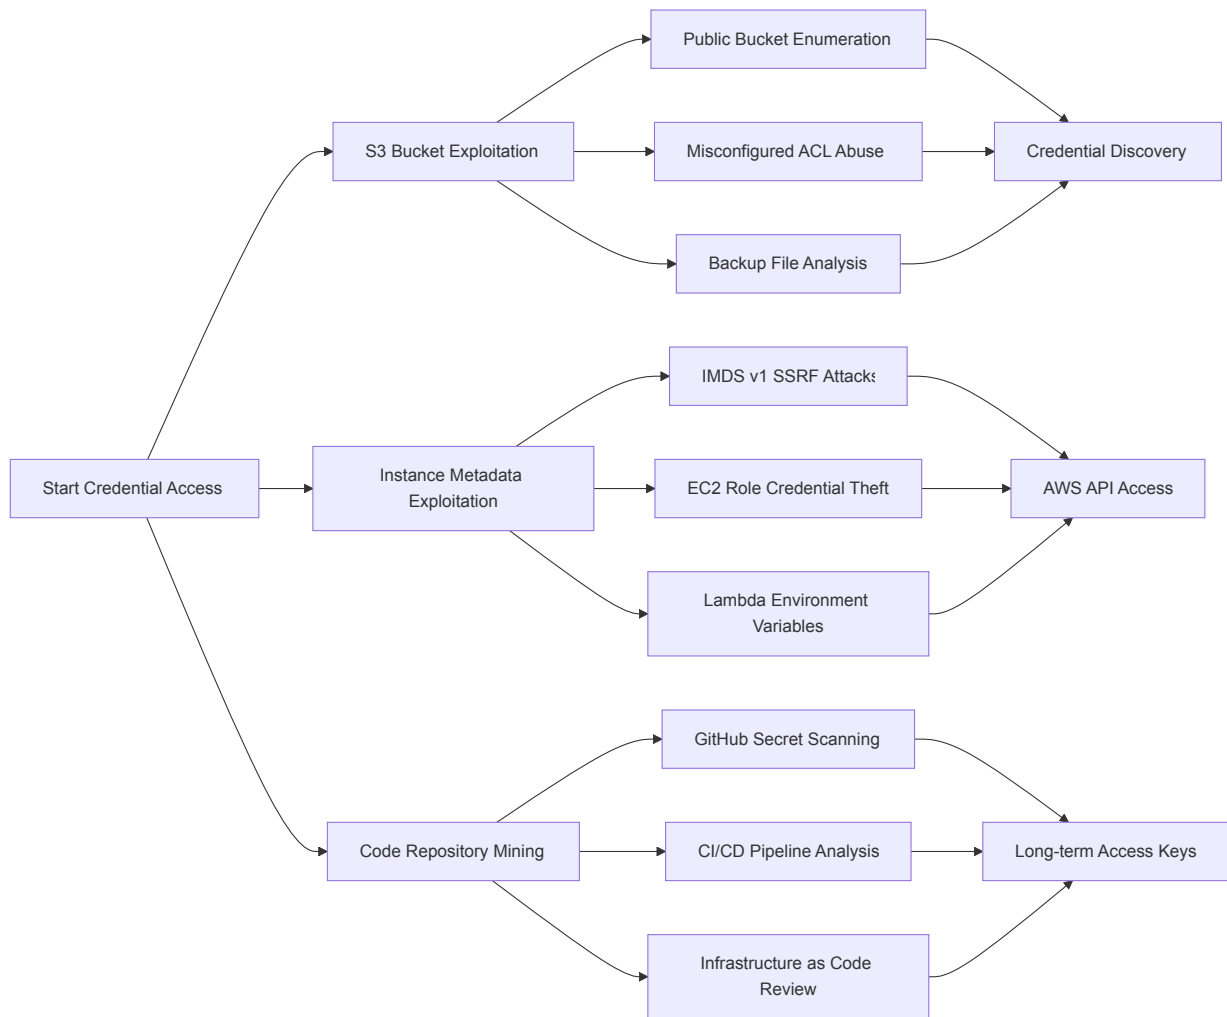 Public Bucket Enumeration
S3 Bucket Exploitation
Misconfigured ACL Abuse
Credential Discovery
Backup File Analysis
IMDS v1 SSRF Attacks
Start Credential Access
Instance Metadata
Exploitation
EC2 Role Credential Theft
AWS API Access
Lambda Environment
Variables
GitHub Secret Scanning
Code Repository Mining
CI/CD Pipeline Analysis
Long-term Access Keys
Infrastructure as Code
Review